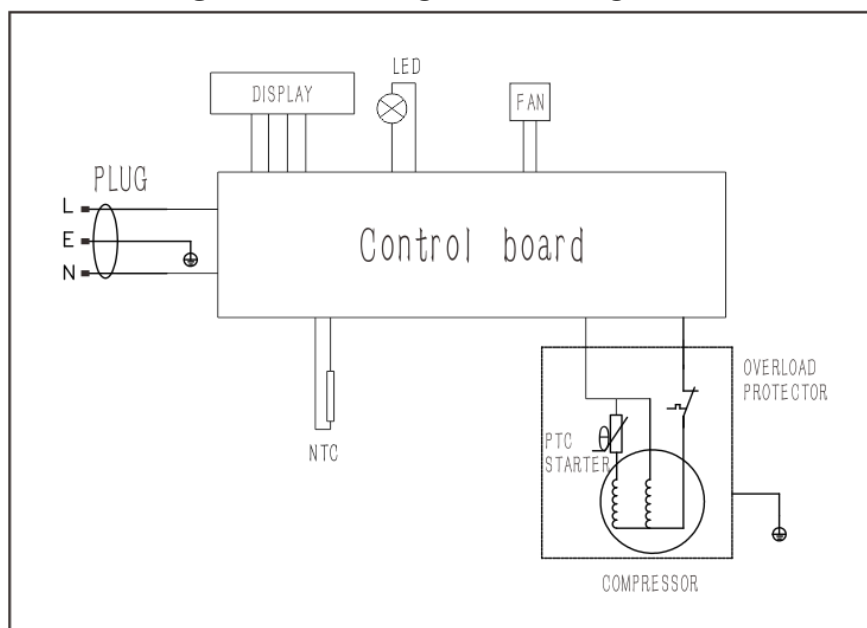 DISPLAY
LED
FAN
PLUG
L
E
N
Control board
NTC
OVERLOAD
PROTECTOR
PTC
STARTER
COMPRESSOR